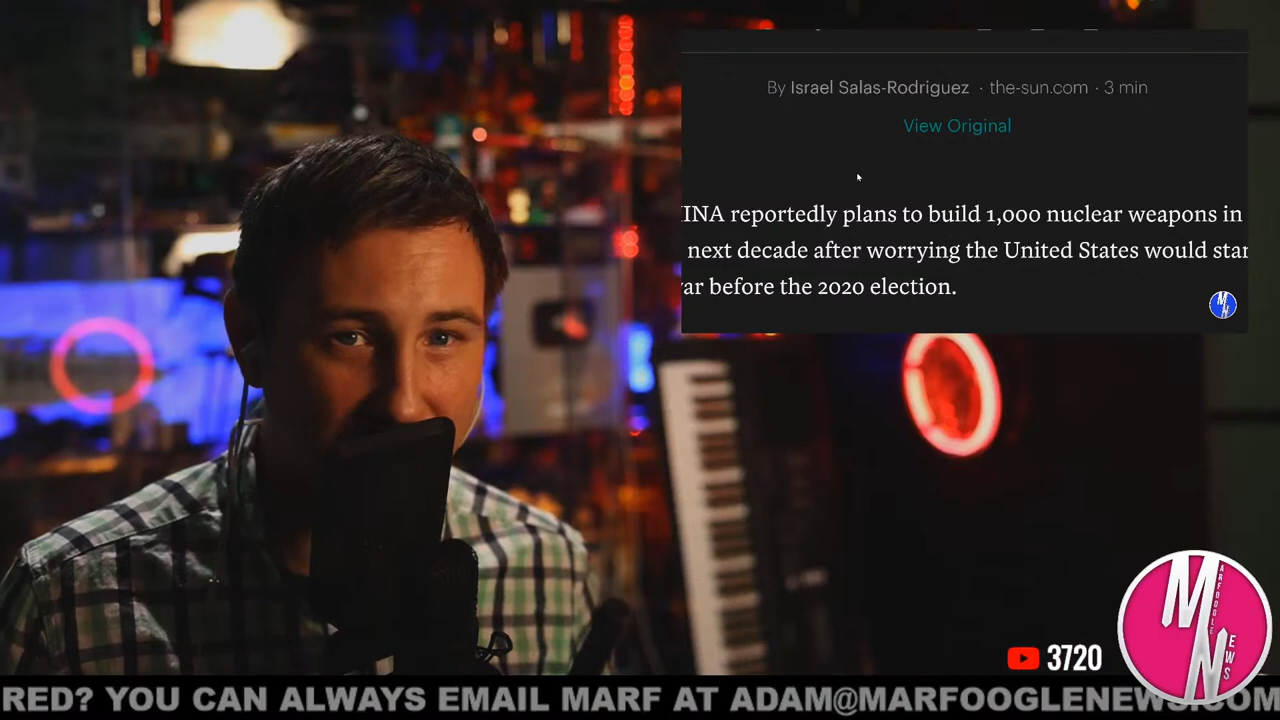 By Israel Salas-Rodriguez · the-sun.com · 3 min
View Original
INA reportedly plans to build 1,000 nuclear weapons in
next decade after worrying the United States would star
ar before the 2020 election.
MN
3720
MARFOOGLE
NEWS
RED? YOU CAN ALWAYS EMAIL MARF AT ADAM@MARFOOGLENEWS.COM